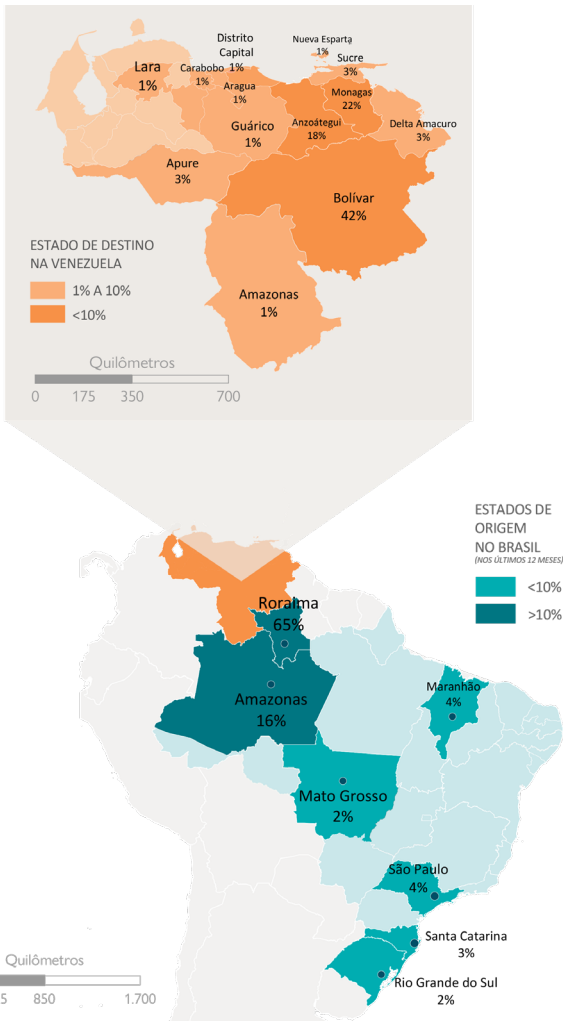 Nueva Esparta
1%
Distrito
Capital
1%
Sucre
3%
Lara
1%
Carabobo
1%
Aragua
1%
Monagas
22%
Guárico
1%
Anzoátegui
18%
Delta Amacuro
3%
Apure
3%
Bolívar
42%
ESTADO DE DESTINO
NA VENEZUELA
1% A 10%
<10%
Amazonas
1%
Quilômetros
0 175 350 700
ESTADOS DE
ORIGEM
NO BRASIL
(NOS ÚLTIMOS 12 MESES)
<10%
>10%
Roraima
65%
Amazonas
16%
Maranhão
4%
Mato Grosso
2%
São Paulo
4%
Santa Catarina
3%
Rio Grande do Sul
2%
Quilômetros
5 850 1.700